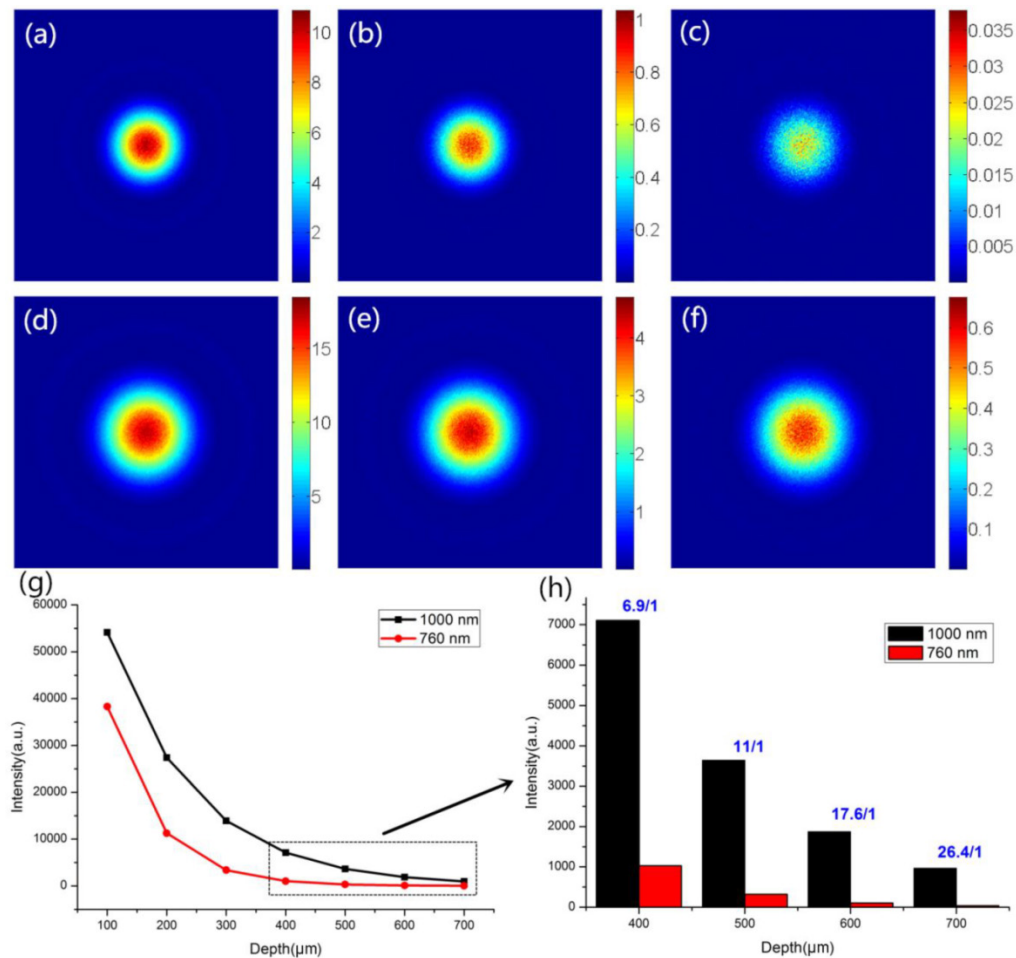 (a)
10
8
6
4
2
(b)
1
0.8
0.6
0.4
0.2
(c)
0.035
0.03
0.025
0.02
0.015
0.01
0.005
(d)
15
10
5
(e)
4
3
2
1
(f)
0.6
0.5
0.4
0.3
0.2
0.1
(g)
60000
50000
40000
30000
20000
10000
0
Intensity(a.u.)
1000 nm
760 nm
100 200 300 400 500 600 700
Depth(μm)
(h)
7000
6000
5000
4000
3000
2000
1000
0
Intensity(a.u.)
6.9/1
11/1
17.6/1
26.4/1
1000 nm
760 nm
400 500 600 700
Depth(μm)